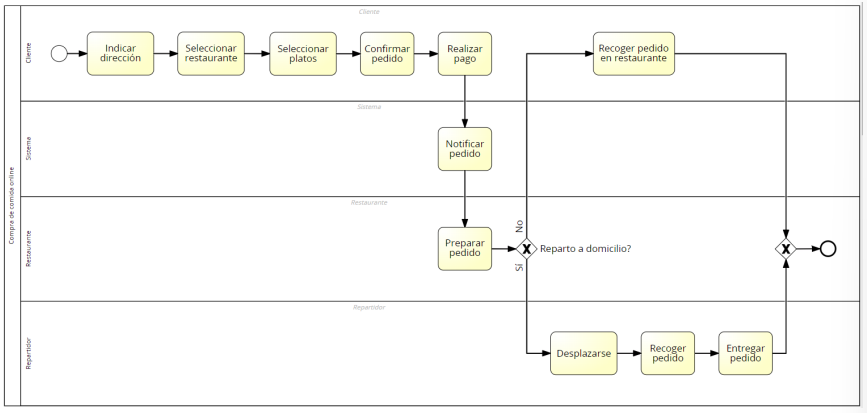 Compra de comida online
Cliente
Cliente
Indicar
dirección
Seleccionar
restaurante
Seleccionar
platos
Confirmar
pedido
Realizar
pago
Recoger pedido
en restaurante
Sistema
Sistema
Notificar
pedido
Restaurante
Restaurante
Preparar
pedido
No
Reparto a domicilio?
Sí
Repartidor
Repartidor
Desplazarse
Recoger
pedido
Entregar
pedido